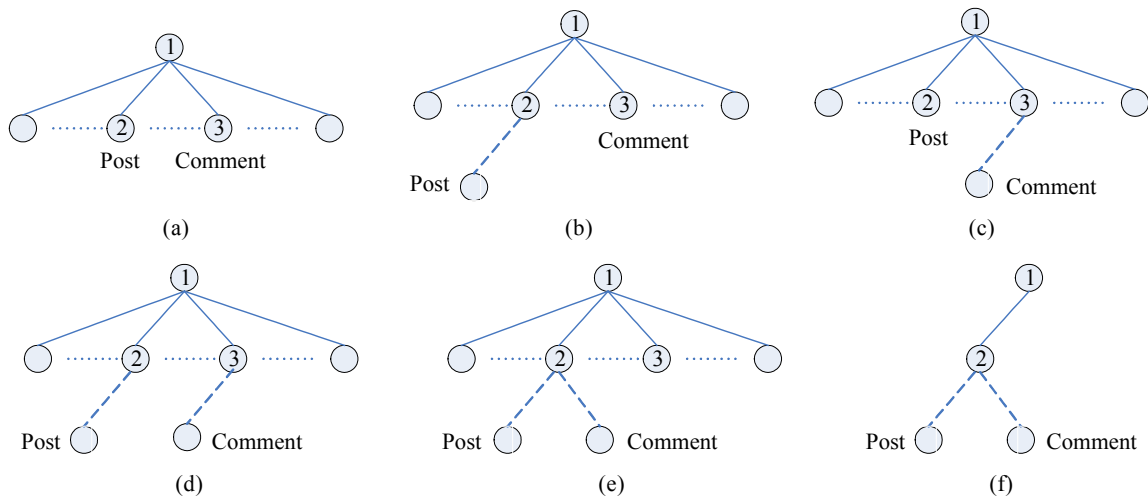 1
2
3
Post
Comment
(a)
1
2
3
Comment
Post
(b)
1
2
3
Post
Comment
(c)
1
2
3
Post
Comment
(d)
1
2
3
Post
Comment
(e)
1
2
Post
Comment
(f)